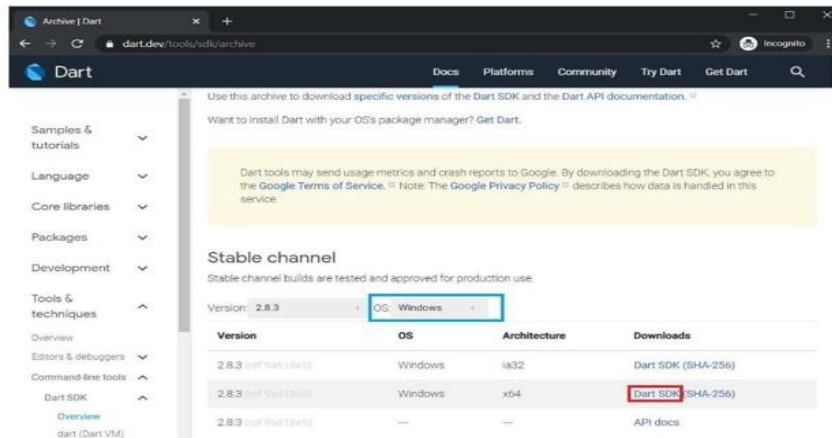 Archive | Dart
dart.dev/tools/sdk/archive
Incognito
Dart
Docs Platforms Community Try Dart Get Dart
Use this archive to download specific versions of the Dart SDK and the Dart API documentation.
Want to install Dart with your OS's package manager? Get Dart.
Dart tools may send usage metrics and crash reports to Google. By downloading the Dart SDK, you agree to
the Google Terms of Service. Note: The Google Privacy Policy describes how data is handled in this
service.
Samples &
tutorials
Language
Core libraries
Packages
Development
Tools &
techniques
Overview
Editors & debuggers
Command-line tools
Dart SDK
Overview
dart (Dart VM)
Stable channel
Stable channel builds are tested and approved for production use.
Version: 2.8.3 OS: Windows
Version OS Architecture Downloads
2.8.3 Windows ia32 Dart SDK (SHA-256)
2.8.3 Windows x64 Dart SDK (SHA-256)
2.8.3 --- --- API docs